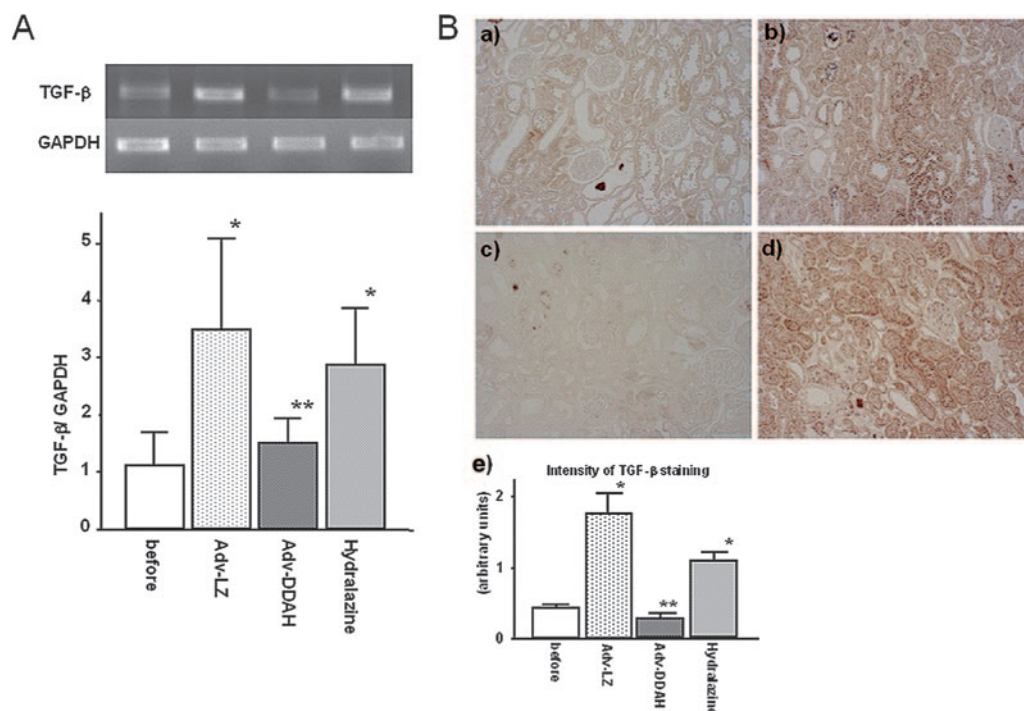 A
TGF-β
GAPDH
TGF-β/ GAPDH
5
4
3
2
1
0
*
**
*
before
Adv-LZ
Adv-DDAH
Hydralazine
B
a)
b)
c)
d)
e)
Intensity of TGF-β staining
(arbitrary units)
2
1
0
*
**
*
before
Adv-LZ
Adv-DDAH
Hydralazine